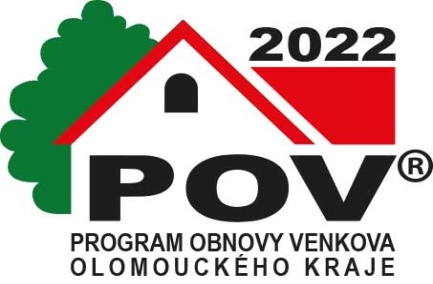 2022
POV®
PROGRAM OBNOVY VENKOVA
OLOMOUCKÉHO KRAJE